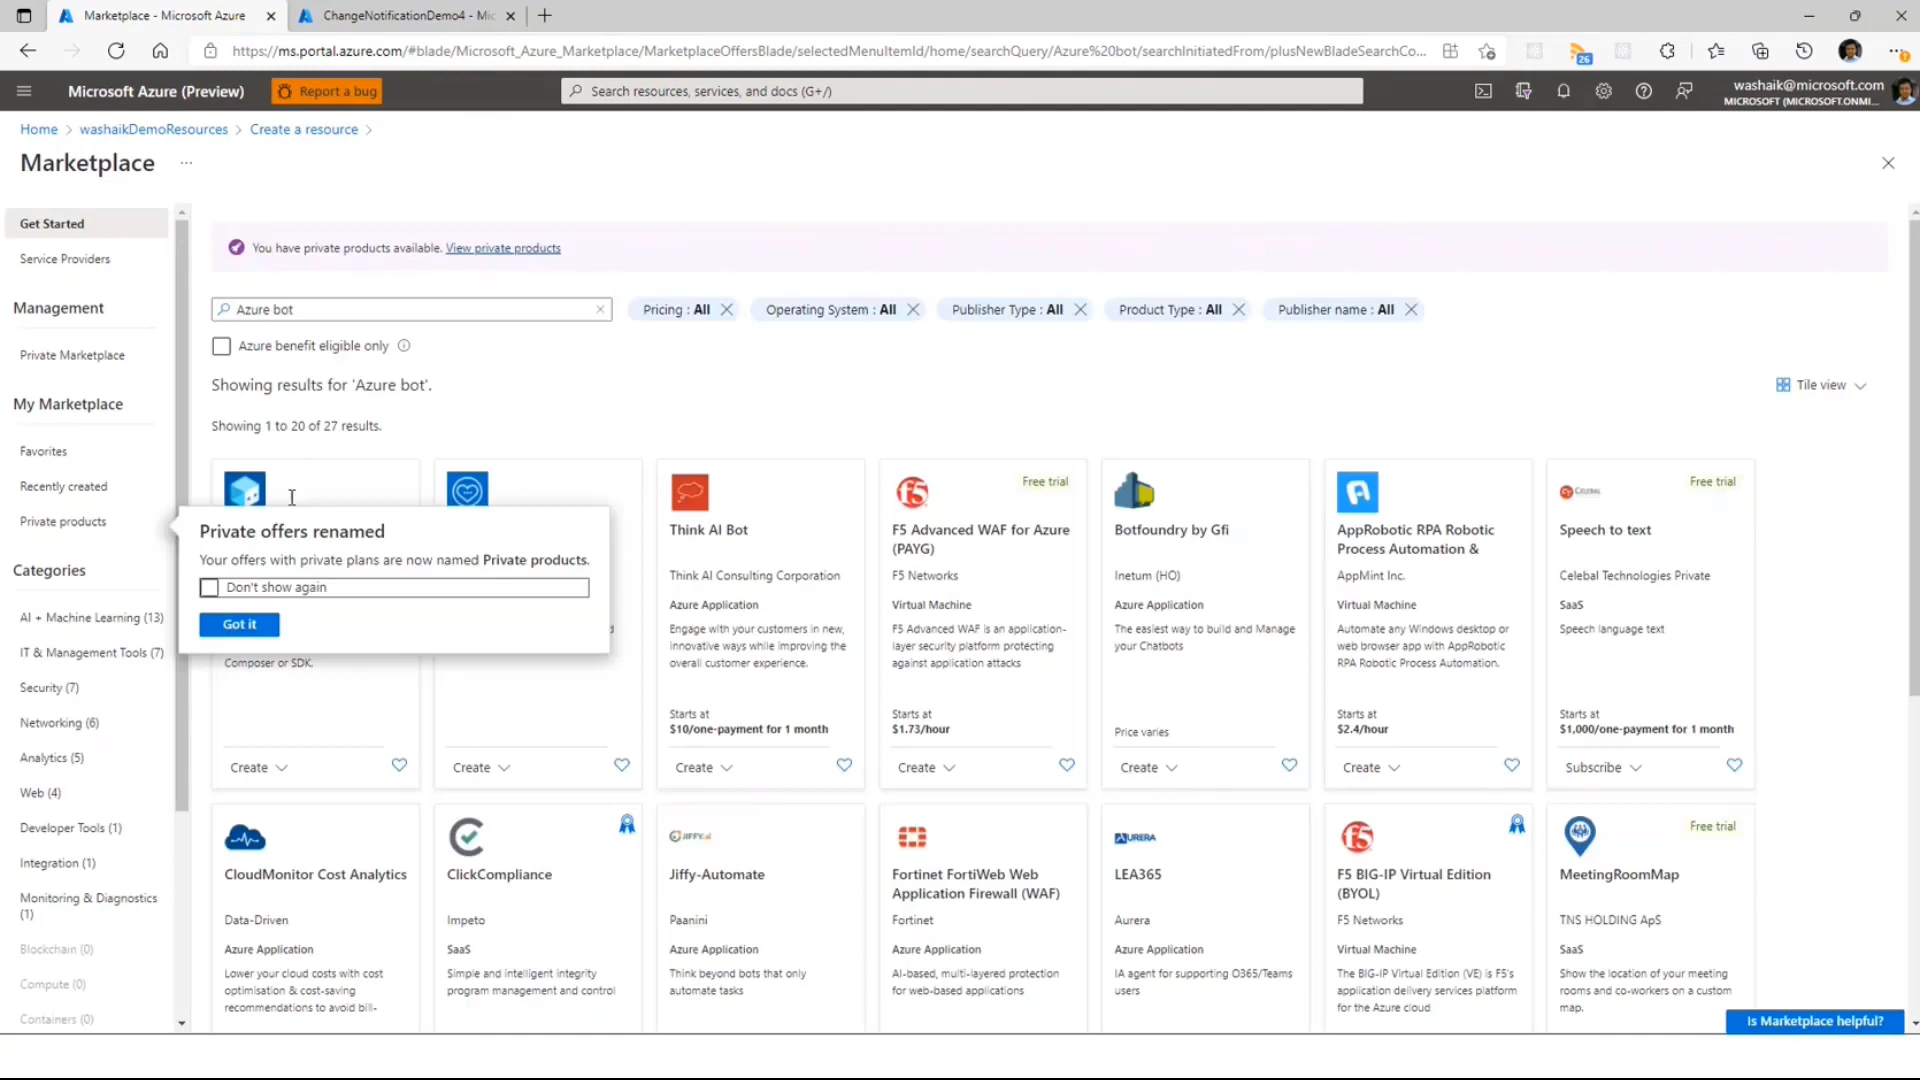 Marketplace - Microsoft Azure
ChangeNotificationDemo4 - Mic
https://ms.portal.azure.com/#blade/Microsoft_Azure_Marketplace/MarketplaceOffersBlade/selectedMenuItemId/home/searchQuery/Azure%20bot/searchInitiatedFrom/plusNewBladeSearchCo...
26
Microsoft Azure (Preview)
Report a bug
Search resources, services, and docs (G+/)
washaik@microsoft.com
MICROSOFT (MICROSOFT.ONMI...
Home > washaikDemoResources > Create a resource >
Marketplace ...
Get Started
Service Providers
Management
Private Marketplace
My Marketplace
Favorites
Recently created
Private products
Categories
AI + Machine Learning (13)
IT & Management Tools (7)
Security (7)
Networking (6)
Analytics (5)
Web (4)
Developer Tools (1)
Integration (1)
Monitoring & Diagnostics
(1)
Blockchain (0)
Compute (0)
Containers (0)
You have private products available. View private products
Azure bot
Pricing : All
Operating System : All
Publisher Type : All
Product Type : All
Publisher name : All
Azure benefit eligible only
Showing results for 'Azure bot'.
Tile view
Showing 1 to 20 of 27 results.
Private offers renamed
Your offers with private plans are now named Private products.
Don't show again
Got it
Composer or SDK.
Create
Create
Think AI Bot
Think AI Consulting Corporation
Azure Application
Engage with your customers in new,
innovative ways while improving the
overall customer experience.
Starts at
$10/one-payment for 1 month
Create
Free trial
F5 Advanced WAF for Azure
(PAYG)
F5 Networks
Virtual Machine
F5 Advanced WAF is an application-
layer security platform protecting
against application attacks
Starts at
$1.73/hour
Create
Botfoundry by Gfi
Inetum (HO)
Azure Application
The easiest way to build and Manage
your Chatbots
Price varies
Create
AppRobotic RPA Robotic
Process Automation &
AppMint Inc.
Virtual Machine
Automate any Windows desktop or
web browser app with AppRobotic
RPA Robotic Process Automation.
Starts at
$2.4/hour
Create
CELEBAL
Free trial
Speech to text
Celebal Technologies Private
SaaS
Speech language text
Starts at
$1,000/one-payment for 1 month
Subscribe
CloudMonitor Cost Analytics
Data-Driven
Azure Application
Lower your cloud costs with cost
optimisation & cost-saving
recommendations to avoid bill-
ClickCompliance
Impeto
SaaS
Simple and intelligent integrity
program management and control
JIFFY.ai
Jiffy-Automate
Paanini
Azure Application
Think beyond bots that only
automate tasks
Fortinet FortiWeb Web
Application Firewall (WAF)
Fortinet
Azure Application
AI-based, multi-layered protection
for web-based applications
AURERA
LEA365
Aurera
Azure Application
IA agent for supporting O365/Teams
users
F5 BIG-IP Virtual Edition
(BYOL)
F5 Networks
Virtual Machine
The BIG-IP Virtual Edition (VE) is F5's
application delivery services platform
for the Azure cloud
Free trial
MeetingRoomMap
TNS HOLDING ApS
SaaS
Show the location of your meeting
rooms and co-workers on a custom
map.
Is Marketplace helpful?